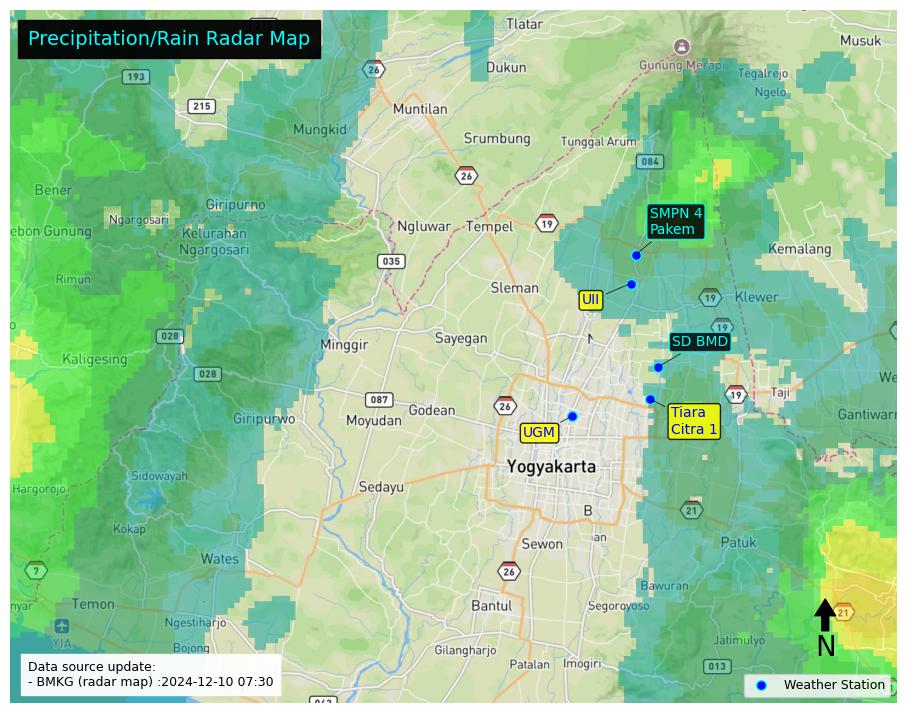 Precipitation/Rain Radar Map
Tlatar
Musuk
Gunung Merapi
26
Dukun
Tegalrejo
193
Ngelo
215
Muntilan
Mungkid
Srumbung
Tunggal Arum
084
26
Bener
Giripurno
SMPN 4
Pakem
Ngargosari
Ngluwar
Tempel
19
ebon Gunung
Kelurahan
Ngargosari
Kemalang
035
Rimun
Sleman
UII
19
Klewer
19
028
Minggir
Sayegan
N
SD BMD
Kaligesing
028
We
087
26
19
Taji
Giripurwo
Moyudan
Godean
Tiara
Citra 1
Gantiwarn
UGM
Yogyakarta
Sidowayah
Hargorojo
Sedayu
Kokap
B
21
an
Sewon
Patuk
Wates
7
26
Bawuran
nyar
Temon
Bantul
Segoroyoso
21
Ngestiharjo
YIA
N
Jatimulyo
Bojong
Gilangharjo
Patalan
Imogiri
013
Data source update:
- BMKG (radar map) :2024-12-10 07:30
Weather Station